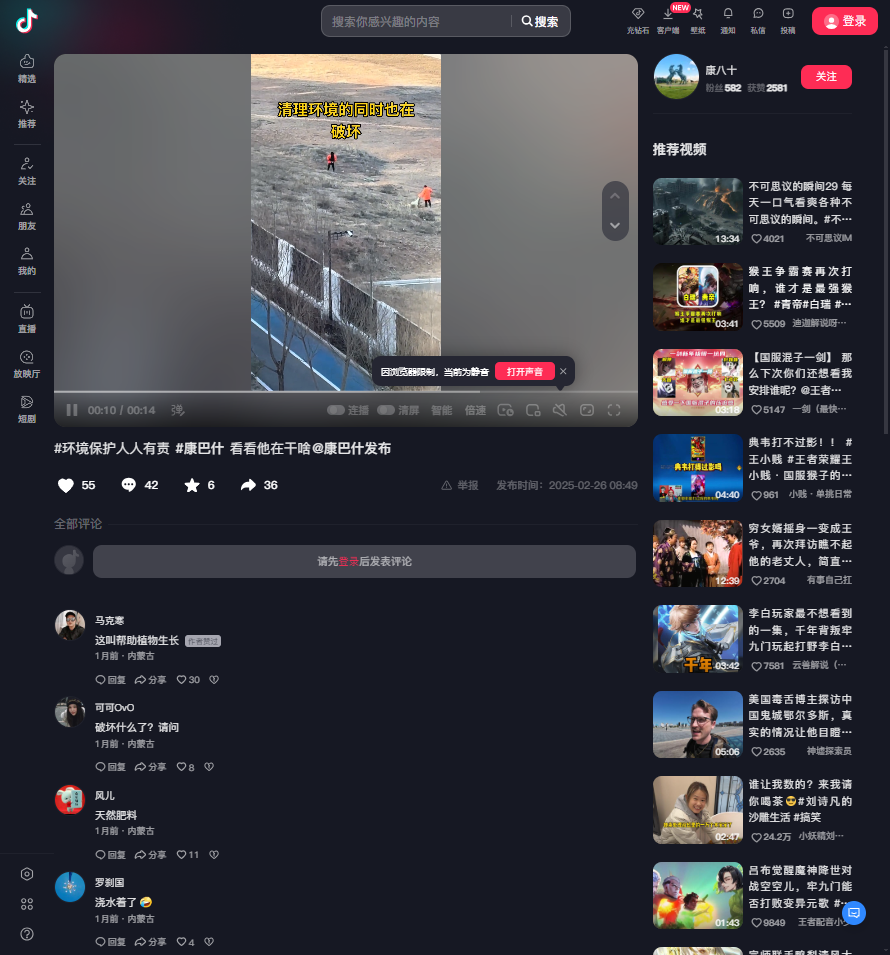 搜索你感兴趣的内容
搜索
充钻石
客户端
NEW
壁纸
通知
私信
投稿
登录
精选
推荐
关注
朋友
我的
直播
放映厅
短剧
清理环境的同时也在
破坏
因浏览器限制，当前为静音
打开声音
00:10 / 00:14
连播
清屏
智能
倍速
#环境保护人人有责 #康巴什 看看他在干啥@康巴什发布
55
42
6
36
举报
发布时间：2025-02-26 08:49
全部评论
请先登录后发表评论
马克寒
这叫帮助植物生长 作者赞过
1月前 · 内蒙古
回复
分享
30
可可OvO
破坏什么了？请问
1月前 · 内蒙古
回复
分享
8
风儿
天然肥料
1月前 · 内蒙古
回复
分享
11
罗刹国
浇水着了🤣
1月前 · 内蒙古
回复
分享
4
康八十
粉丝582 获赞2581
关注
推荐视频
13:34
不可思议的瞬间29 每
天一口气看爽各种不
可思议的瞬间。#不…
4021
不可思议IM
03:41
猴王争霸赛再次打
响，谁才是最强猴
王？ #青帝#白瑞 #…
5509
迪迦解说呀…
03:18
【国服混子一剑】 那
么下次你们还想看我
安排谁呢？@王者…
5147
一剑（最快…
典韦打得过影吗
04:40
典韦打不过影！！ #
王小贱 #王者荣耀王
小贱 · 国服猴子的…
961
小贱 · 单挑日常
12:39
穷女婿摇身一变成王
爷，再次拜访瞧不起
他的老丈人，简直…
2704
有事自己扛
千年
03:42
李白玩家最不想看到
的一集，千年背叛牢
九门玩起打野李白…
7581
云兽解说（…
05:06
美国毒舌博主探访中
国鬼城鄂尔多斯，真
实的情况让他目瞪…
2635
神墟探索员
02:47
谁让我数的？来我请
你喝茶😎#刘诗凡的
沙雕生活 #搞笑
24.2万
小妖精刘…
01:43
吕布觉醒魔神降世对
战空空儿，牢九门能
否打败变异元歌 #…
9849
王者配音小